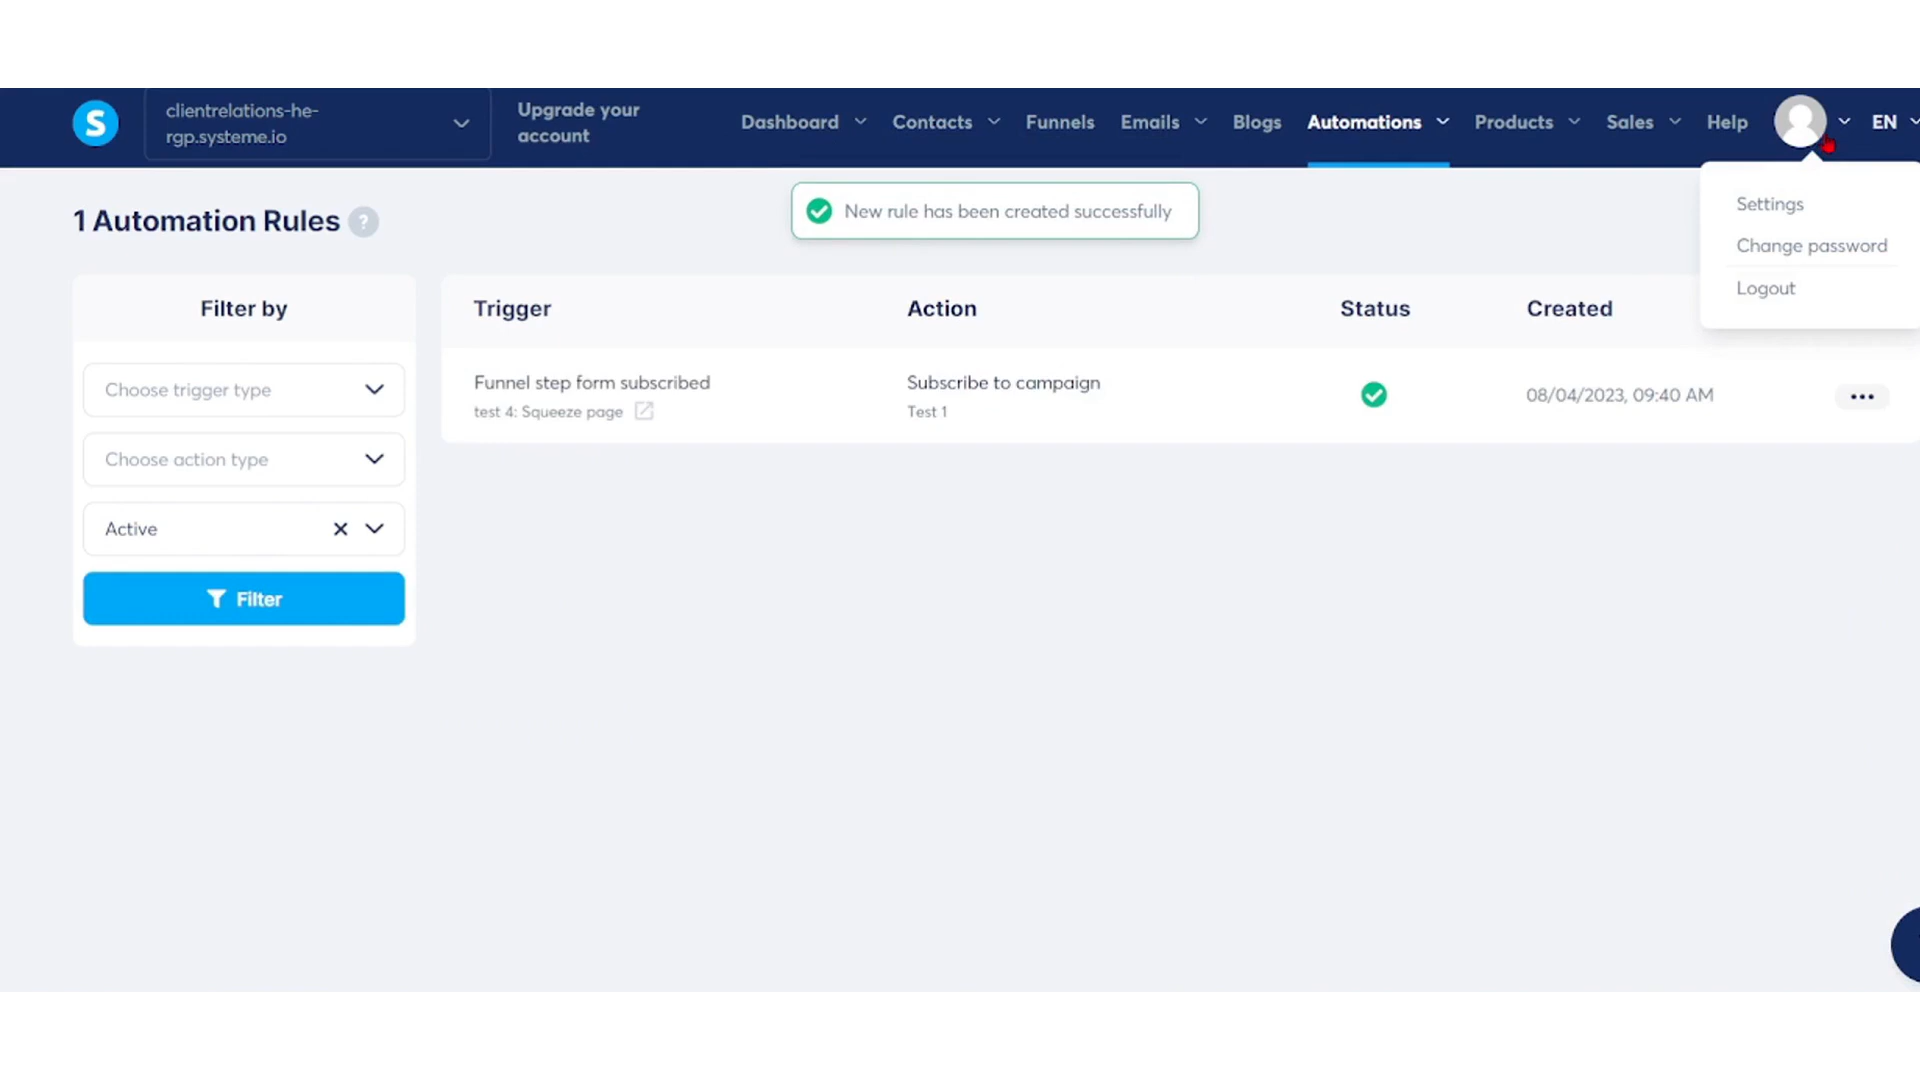 S
clientrelations-he-
rgp.systeme.io
Upgrade your
account
Dashboard
Contacts
Funnels
Emails
Blogs
Automations
Products
Sales
Help
EN
Settings
Change password
Logout
New rule has been created successfully
1 Automation Rules ?
Filter by
Choose trigger type
Choose action type
Active
Filter
Trigger Action Status Created
Funnel step form subscribed Subscribe to campaign 08/04/2023, 09:40 AM
test 4: Squeeze page Test 1